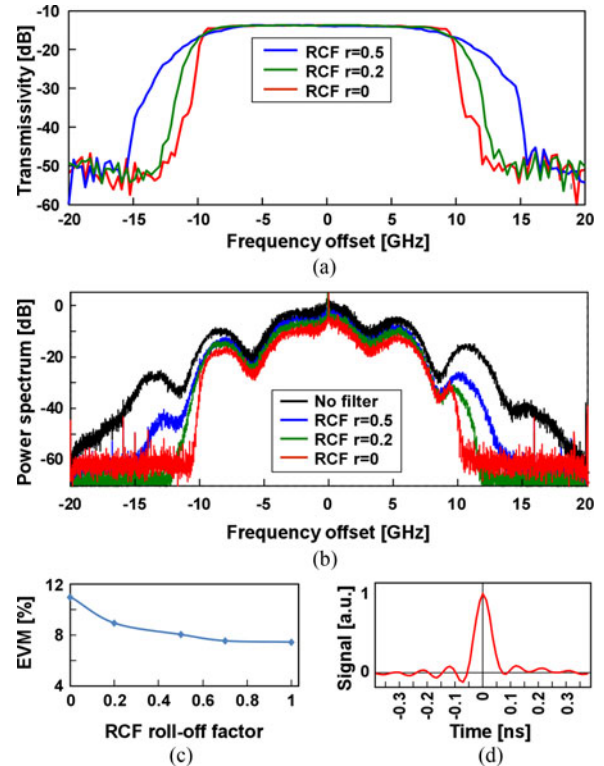 -10
-20
-30
-40
-50
-60
Transmissivity [dB]
RCF r=0.5
RCF r=0.2
RCF r=0
-20 -15 -10 -5 0 5 10 15 20
Frequency offset [GHz]
(a)
0
-20
-40
-60
Power spectrum [dB]
No filter
RCF r=0.5
RCF r=0.2
RCF r=0
-20 -15 -10 -5 0 5 10 15 20
Frequency offset [GHz]
(b)
12
8
4
EVM [%]
0 0.2 0.4 0.6 0.8 1
RCF roll-off factor
(c)
1
0
Signal [a.u.]
-0.3 -0.2 -0.1 0 0.1 0.2 0.3
Time [ns]
(d)